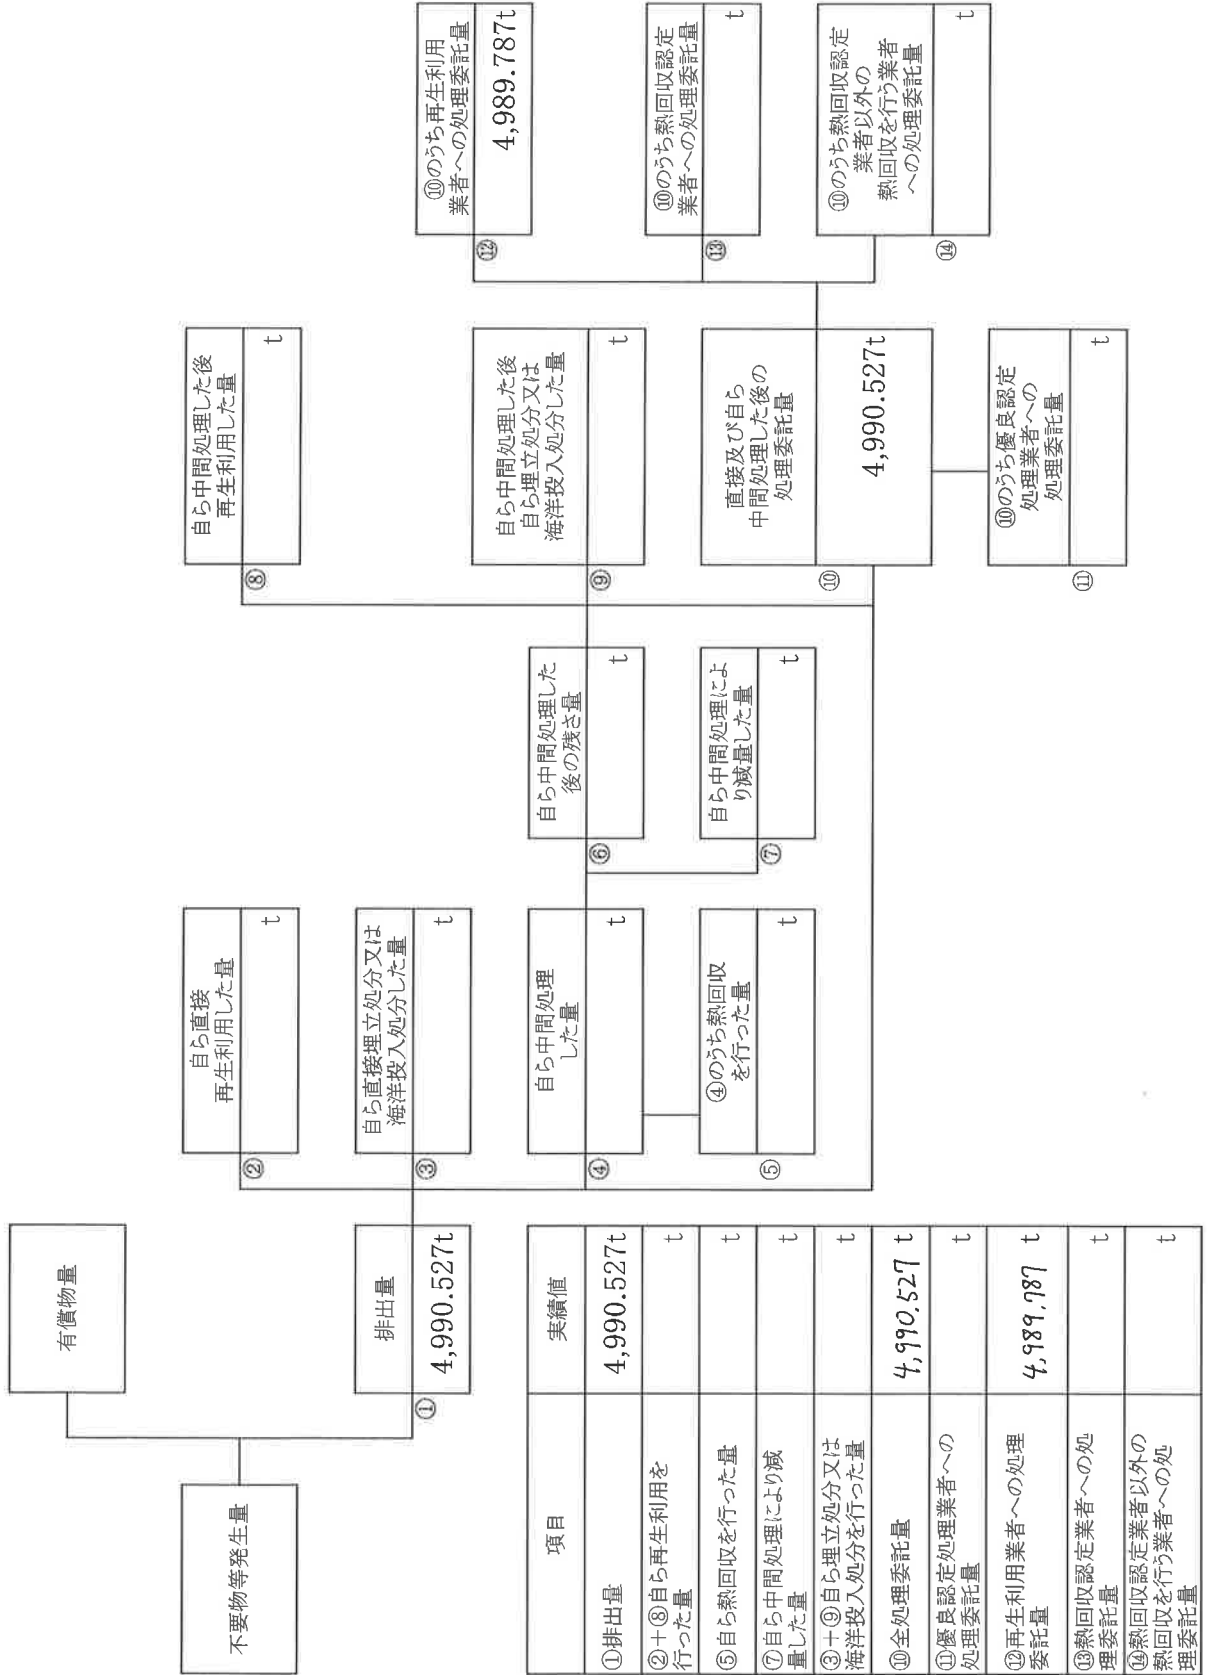 不要物等発生量
有償物量
排出量
①
4,990.527t
自ら直接
再生利用した量
②
t
自ら直接埋立処分又は
海洋投入処分した量
③
t
自ら中間処理
した量
④
t
④のうち熱回収
を行った量
⑤
t
自ら中間処理した
後の残さ量
⑥
t
自ら中間処理によ
り減量した量
⑦
t
自ら中間処理した後
再生利用した量
⑧
t
自ら中間処理した後
自ら埋立処分又は
海洋投入処分した量
⑨
t
直接及び自ら
中間処理した後の
処理委託量
⑩
4,990.527t
⑩のうち優良認定
処理業者への
処理委託量
⑪
t
⑩のうち再生利用
業者への処理委託量
⑫
4,989.787t
⑩のうち熱回収認定
業者への処理委託量
⑬
t
⑩のうち熱回収認定
業者以外の
熱回収を行う業者
への処理委託量
⑭
t
項目 実績値
①排出量 4,990.527t
②+⑧自ら再生利用を
行った量 t
⑤自ら熱回収を行った量 t
⑦自ら中間処理により減
量した量 t
③+⑨自ら埋立処分又は
海洋投入処分を行った量 t
⑩全処理委託量 4,990.527 t
⑪優良認定処理業者への
処理委託量 t
⑫再生利用業者への処理
委託量 4,989.787 t
⑬熱回収認定業者への処
理委託量 t
⑭熱回収認定業者以外の
熱回収を行う業者への処
理委託量 t